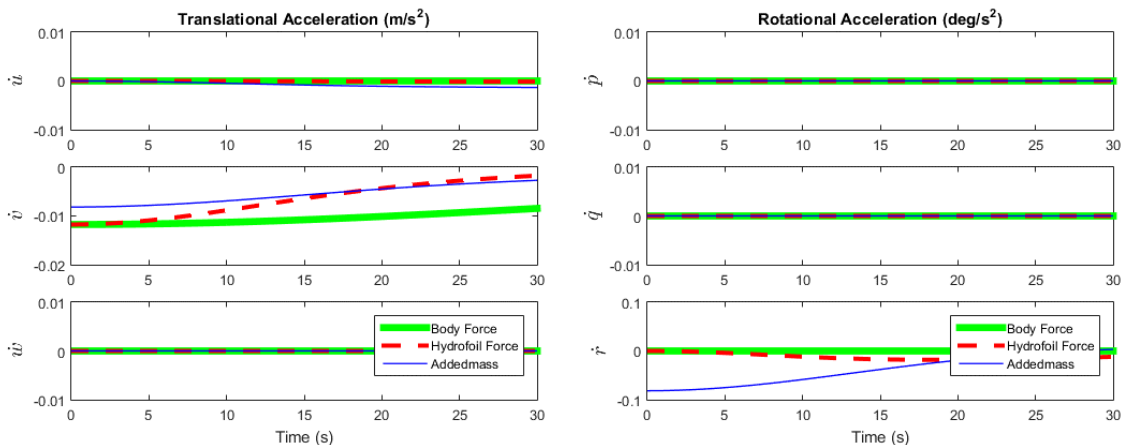 Translational Acceleration (m/s²)
0.01
0
-0.01
u̇
0 5 10 15 20 25 30
0
-0.01
-0.02
v̇
0 5 10 15 20 25 30
0.01
0
-0.01
ẇ
Body Force
Hydrofoil Force
Addedmass
0 5 10 15 20 25 30
Time (s)
Rotational Acceleration (deg/s²)
0.01
0
-0.01
ṗ
0 5 10 15 20 25 30
0.01
0
-0.01
q̇
0 5 10 15 20 25 30
0.1
0
-0.1
ṙ
Body Force
Hydrofoil Force
Addedmass
0 5 10 15 20 25 30
Time (s)